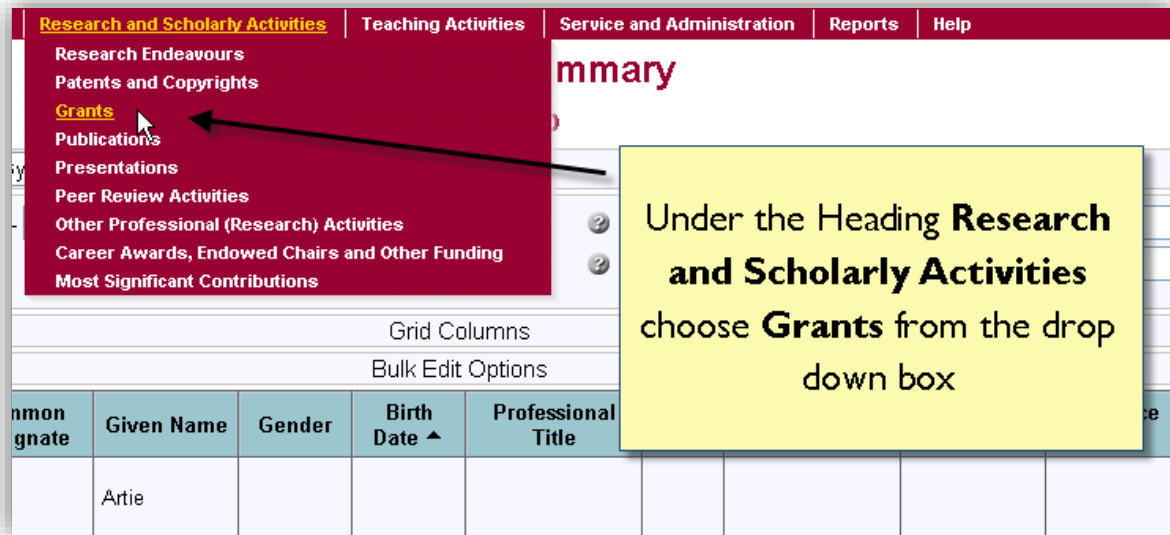 Research and Scholarly Activities Teaching Activities Service and Administration Reports Help
Research Endeavours
Patents and Copyrights
Grants
Publications
Presentations
Peer Review Activities
Other Professional (Research) Activities
Career Awards, Endowed Chairs and Other Funding
Most Significant Contributions
mmary
Under the Heading Research
and Scholarly Activities
choose Grants from the drop
down box
Grid Columns
Bulk Edit Options
mmon
gnate
Given Name
Gender
Birth
Date ▲
Professional
Title
Artie